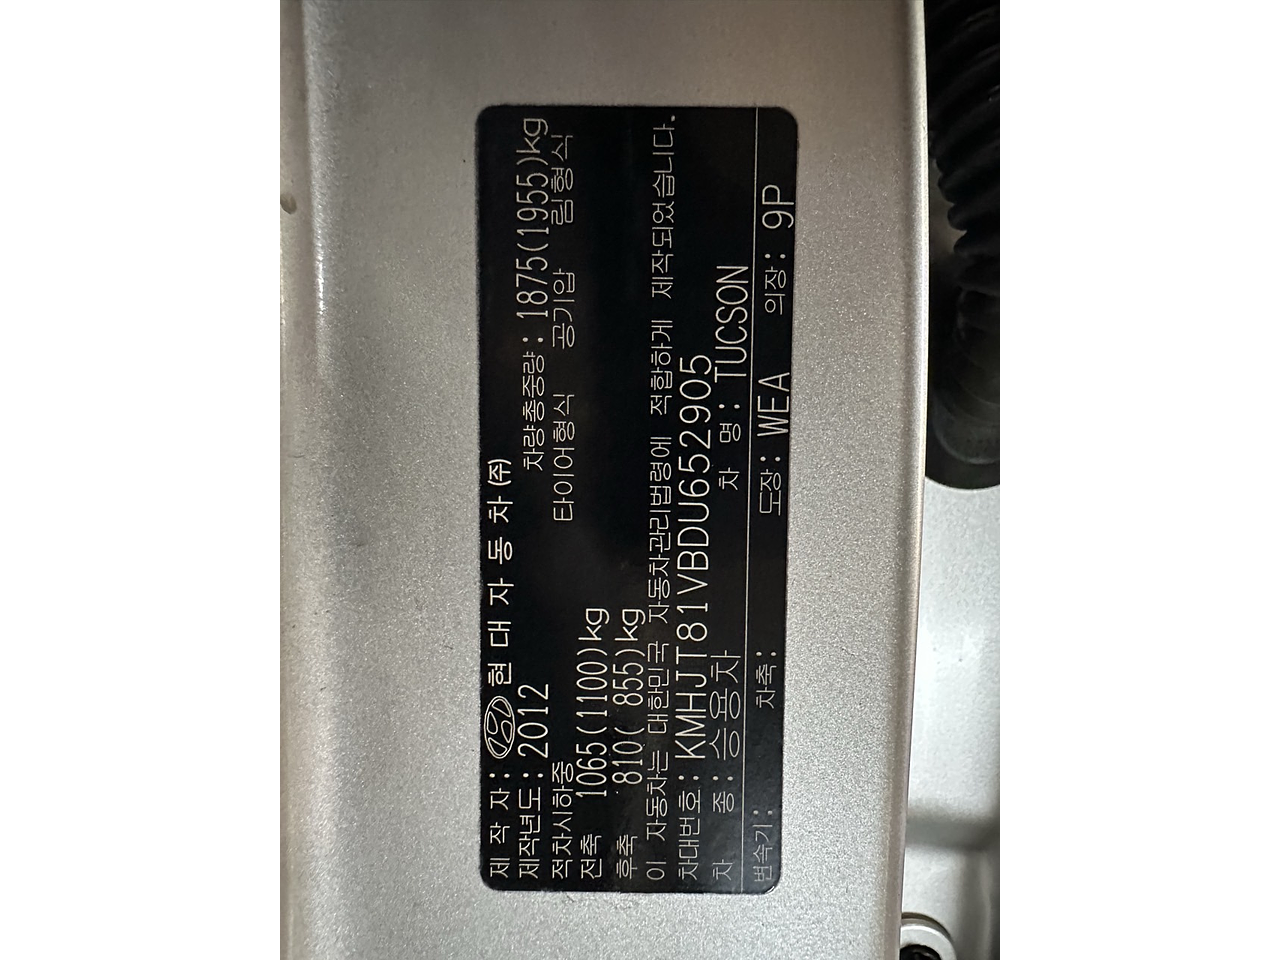 제 작 자 : 현 대 자 동 차 (주)
제작년도 : 2012 차량총중량 : 1875(1955)kg
적차시하중 타이어형식 공기압 림형식
전축 1065(1100)kg
후축 810( 855)kg
이 자동차는 대한민국 자동차관리법령에 적합하게 제작되었습니다.
차대번호 : KMHJT81VBDU652905
차 종 : 승용차 차 명 : TUCSON
변속기 : 차축 : 도장 : WEA 의장 : 9P